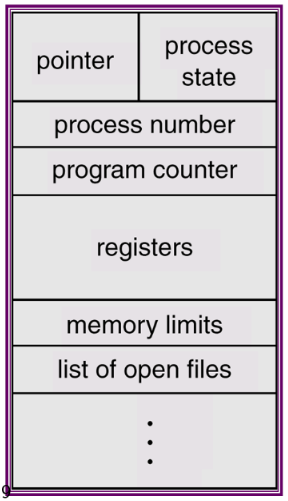 pointer
process
state
process number
program counter
registers
memory limits
list of open files
.
.
.
9